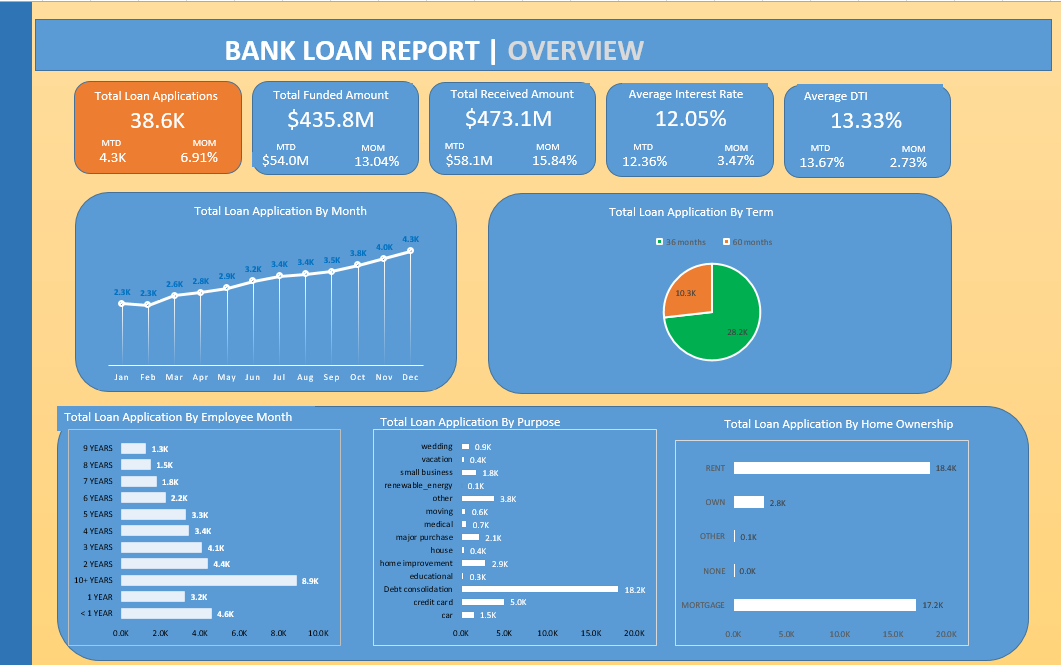 BANK LOAN REPORT | OVERVIEW
Total Loan Applications
38.6K
MTD MOM
4.3K 6.91%
Total Funded Amount
$435.8M
MTD MOM
$54.0M 13.04%
Total Received Amount
$473.1M
MTD MOM
$58.1M 15.84%
Average Interest Rate
12.05%
MTD MOM
12.36% 3.47%
Average DTI
13.33%
MTD MOM
13.67% 2.73%
Total Loan Application By Month
2.3K 2.3K 2.6K 2.8K 2.9K 3.2K 3.4K 3.4K 3.5K 3.8K 4.0K 4.3K
Jan Feb Mar Apr May Jun Jul Aug Sep Oct Nov Dec
Total Loan Application By Term
36 months 60 months
10.3K
28.2K
Total Loan Application By Employee Month
9 YEARS 1.3K
8 YEARS 1.5K
7 YEARS 1.8K
6 YEARS 2.2K
5 YEARS 3.3K
4 YEARS 3.4K
3 YEARS 4.1K
2 YEARS 4.4K
10+ YEARS 8.9K
1 YEAR 3.2K
< 1 YEAR 4.6K
0.0K 2.0K 4.0K 6.0K 8.0K 10.0K
Total Loan Application By Purpose
wedding 0.9K
vacation 0.4K
small business 1.8K
renewable_energy 0.1K
other 3.8K
moving 0.6K
medical 0.7K
major purchase 2.1K
house 0.4K
home improvement 2.9K
educational 0.3K
Debt consolidation 18.2K
credit card 5.0K
car 1.5K
0.0K 5.0K 10.0K 15.0K 20.0K
Total Loan Application By Home Ownership
RENT 18.4K
OWN 2.8K
OTHER 0.1K
NONE 0.0K
MORTGAGE 17.2K
0.0K 5.0K 10.0K 15.0K 20.0K